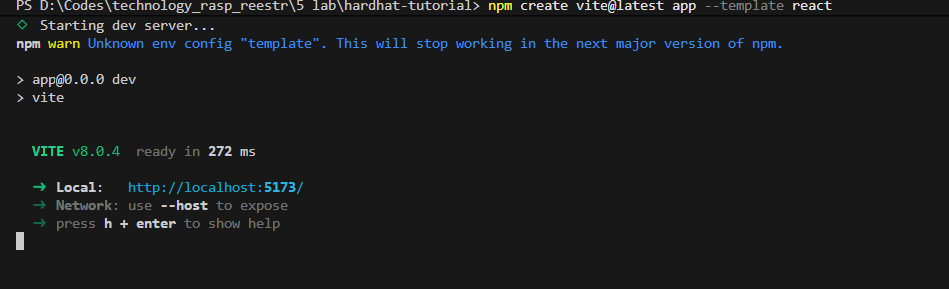 PS D:\Codes\technology_rasp_reestr\5 lab\hardhat-tutorial> npm create vite@latest app --template react
◇ Starting dev server...
npm warn Unknown env config "template". This will stop working in the next major version of npm.
> app@0.0.0 dev
> vite
VITE v8.0.4 ready in 272 ms
➜ Local: http://localhost:5173/
➜ Network: use --host to expose
➜ press h + enter to show help